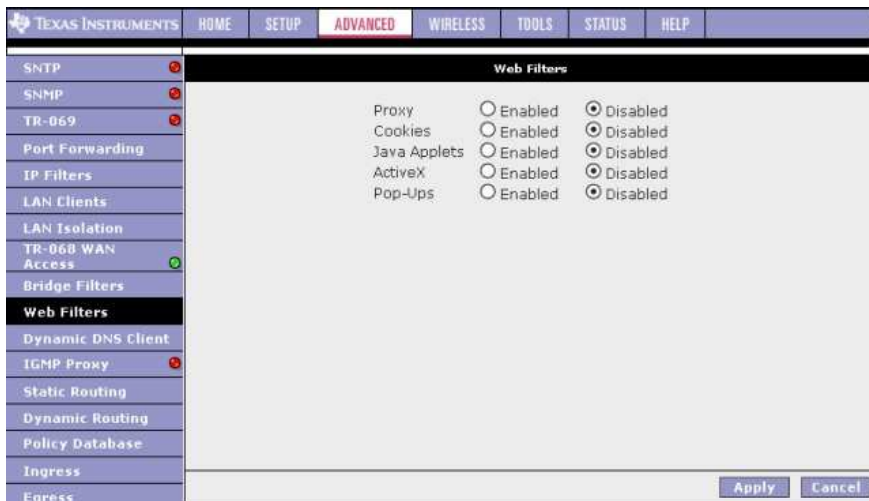 TEXAS INSTRUMENTS HOME SETUP ADVANCED WIRELESS TOOLS STATUS HELP
SNTP
SNMP
TR-069
Port Forwarding
IP Filters
LAN Clients
LAN Isolation
TR-068 WAN
Access
Bridge Filters
Web Filters
Dynamic DNS Client
IGMP Proxy
Static Routing
Dynamic Routing
Policy Database
Ingress
Egress
Web Filters
Proxy Enabled Disabled
Cookies Enabled Disabled
Java Applets Enabled Disabled
ActiveX Enabled Disabled
Pop-Ups Enabled Disabled
Apply Cancel